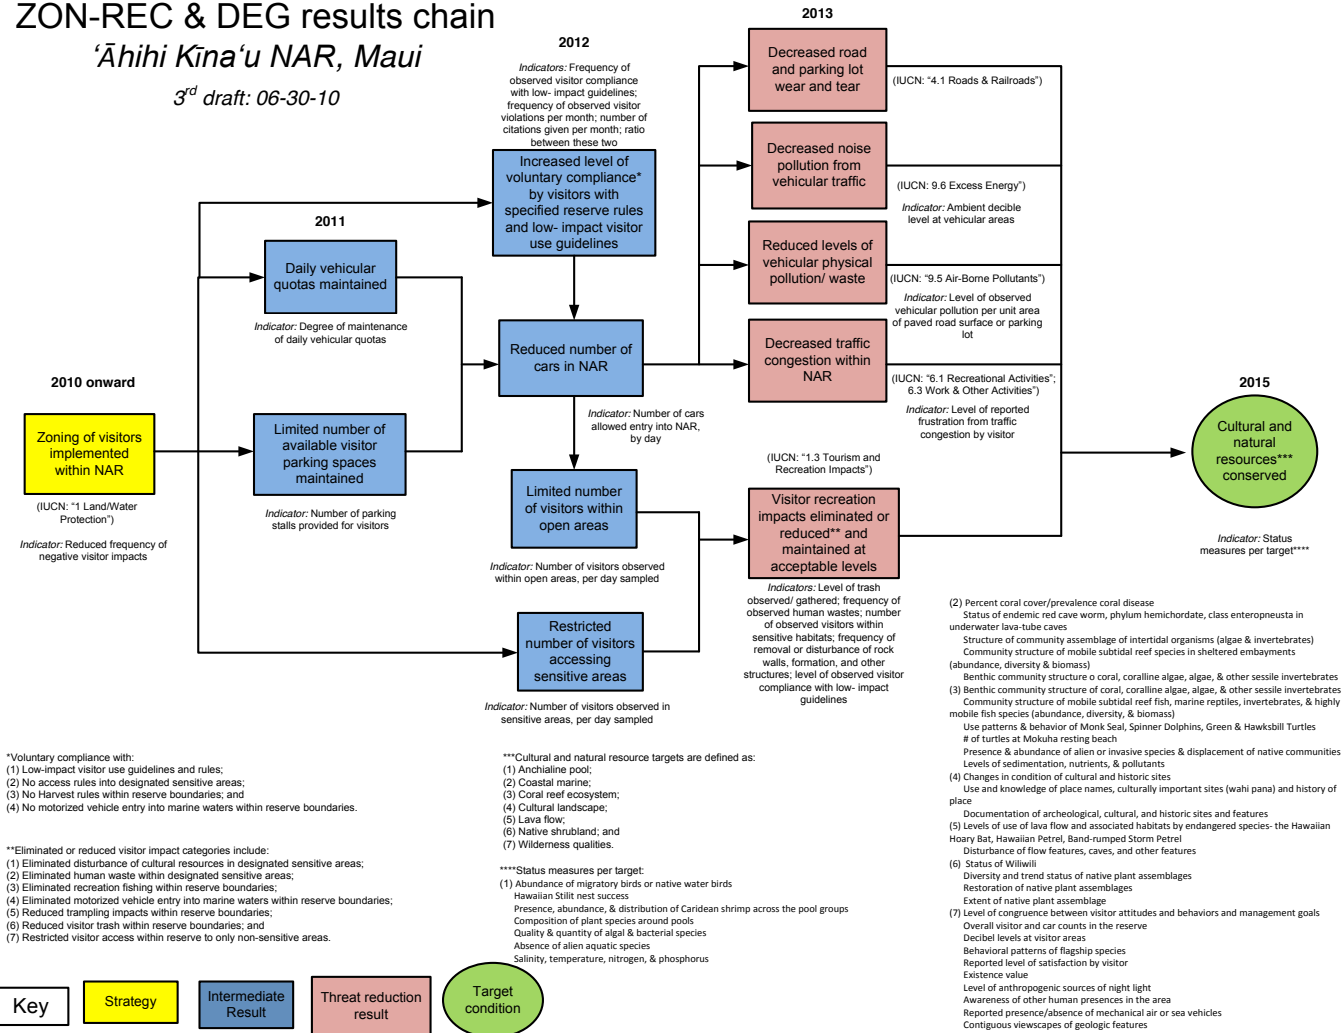 ZON-REC & DEG results chain
‘Āhihi Kīna‘u NAR, Maui
3rd draft: 06-30-10
2010 onward
Zoning of visitors
implemented
within NAR
(IUCN: “1 Land/Water
Protection”)
Indicator: Reduced frequency of
negative visitor impacts
2011
Daily vehicular
quotas maintained
Indicator: Degree of maintenance
of daily vehicular quotas
Limited number of
available visitor
parking spaces
maintained
Indicator: Number of parking
stalls provided for visitors
2012
Indicators: Frequency of
observed visitor compliance
with low- impact guidelines;
frequency of observed visitor
violations per month; number of
citations given per month; ratio
between these two
Increased level of
voluntary compliance*
by visitors with
specified reserve rules
and low- impact visitor
use guidelines
Reduced number of
cars in NAR
Indicator: Number of cars
allowed entry into NAR,
by day
Limited number
of visitors within
open areas
Indicator: Number of visitors observed
within open areas, per day sampled
Restricted
number of visitors
accessing
sensitive areas
Indicator: Number of visitors observed in
sensitive areas, per day sampled
2013
Decreased road
and parking lot
wear and tear
(IUCN: “4.1 Roads & Railroads”)
Decreased noise
pollution from
vehicular traffic
(IUCN: 9.6 Excess Energy”)
Indicator: Ambient decible
level at vehicular areas
Reduced levels of
vehicular physical
pollution/ waste
(IUCN: “9.5 Air-Borne Pollutants”)
Indicator: Level of observed
vehicular pollution per unit area
of paved road surface or parking
lot
Decreased traffic
congestion within
NAR
(IUCN: “6.1 Recreational Activities”;
6.3 Work & Other Activities”)
Indicator: Level of reported
frustration from traffic
congestion by visitor
(IUCN: “1.3 Tourism and
Recreation Impacts”)
Visitor recreation
impacts eliminated or
reduced** and
maintained at
acceptable levels
Indicators: Level of trash
observed/ gathered; frequency of
observed human wastes; number
of observed visitors within
sensitive habitats; frequency of
removal or disturbance of rock
walls, formation, and other
structures; level of observed visitor
compliance with low- impact
guidelines
2015
Cultural and
natural
resources***
conserved
Indicator: Status
measures per target****
*Voluntary compliance with:
(1) Low-impact visitor use guidelines and rules;
(2) No access rules into designated sensitive areas;
(3) No Harvest rules within reserve boundaries; and
(4) No motorized vehicle entry into marine waters within reserve boundaries.
**Eliminated or reduced visitor impact categories include:
(1) Eliminated disturbance of cultural resources in designated sensitive areas;
(2) Eliminated human waste within designated sensitive areas;
(3) Eliminated recreation fishing within reserve boundaries;
(4) Eliminated motorized vehicle entry into marine waters within reserve boundaries;
(5) Reduced trampling impacts within reserve boundaries;
(6) Reduced visitor trash within reserve boundaries; and
(7) Restricted visitor access within reserve to only non-sensitive areas.
***Cultural and natural resource targets are defined as:
(1) Anchialine pool;
(2) Coastal marine;
(3) Coral reef ecosystem;
(4) Cultural landscape;
(5) Lava flow;
(6) Native shrubland; and
(7) Wilderness qualities.
****Status measures per target:
(1) Abundance of migratory birds or native water birds
Hawaiian Stilit nest success
Presence, abundance, & distribution of Caridean shrimp across the pool groups
Composition of plant species around pools
Quality & quantity of algal & bacterial species
Absence of alien aquatic species
Salinity, temperature, nitrogen, & phosphorus
(2) Percent coral cover/prevalence coral disease
Status of endemic red cave worm, phylum hemichordate, class enteropneusta in
underwater lava-tube caves
Structure of community assemblage of intertidal organisms (algae & invertebrates)
Community structure of mobile subtidal reef species in sheltered embayments
(abundance, diversity & biomass)
Benthic community structure o coral, coralline algae, algae, & other sessile invertebrates
(3) Benthic community structure of coral, coralline algae, algae, & other sessile invertebrates
Community structure of mobile subtidal reef fish, marine reptiles, invertebrates, & highly
mobile fish species (abundance, diversity, & biomass)
Use patterns & behavior of Monk Seal, Spinner Dolphins, Green & Hawksbill Turtles
# of turtles at Mokuha resting beach
Presence & abundance of alien or invasive species & displacement of native communities
Levels of sedimentation, nutrients, & pollutants
(4) Changes in condition of cultural and historic sites
Use and knowledge of place names, culturally important sites (wahi pana) and history of
place
Documentation of archeological, cultural, and historic sites and features
(5) Levels of use of lava flow and associated habitats by endangered species- the Hawaiian
Hoary Bat, Hawaiian Petrel, Band-rumped Storm Petrel
Disturbance of flow features, caves, and other features
(6) Status of Wiliwili
Diversity and trend status of native plant assemblages
Restoration of native plant assemblages
Extent of native plant assemblage
(7) Level of congruence between visitor attitudes and behaviors and management goals
Overall visitor and car counts in the reserve
Decibel levels at visitor areas
Behavioral patterns of flagship species
Reported level of satisfaction by visitor
Existence value
Level of anthropogenic sources of night light
Awareness of other human presences in the area
Reported presence/absence of mechanical air or sea vehicles
Contiguous viewscapes of geologic features
Key
Strategy
Intermediate
Result
Threat reduction
result
Target
condition